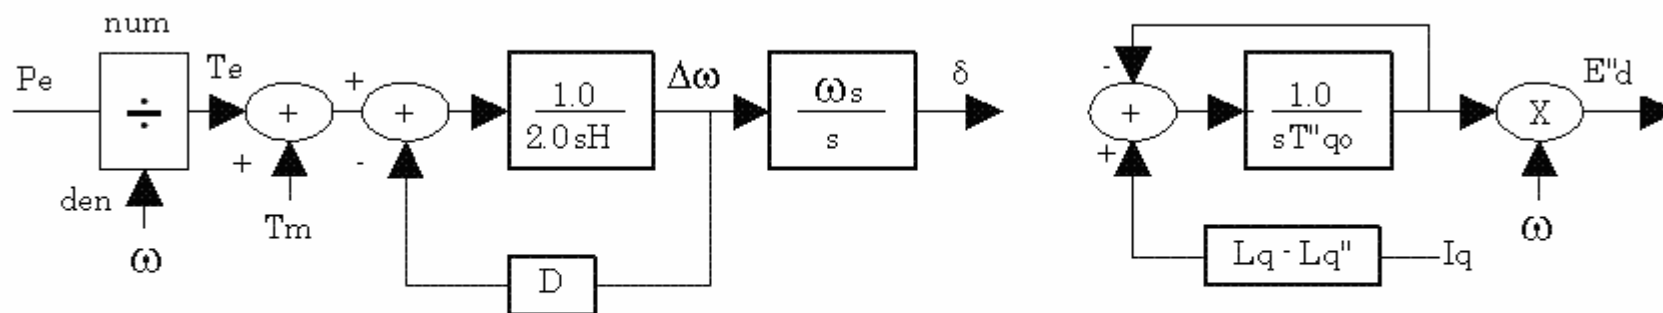 num
Pe
÷
Te
den
ω
+
+
Tm
+
-
+
1.0
2.0sH
Δω
D
ωs
s
δ
-
+
+
1.0
sT"qo
Lq - Lq"
Iq
X
ω
E"d